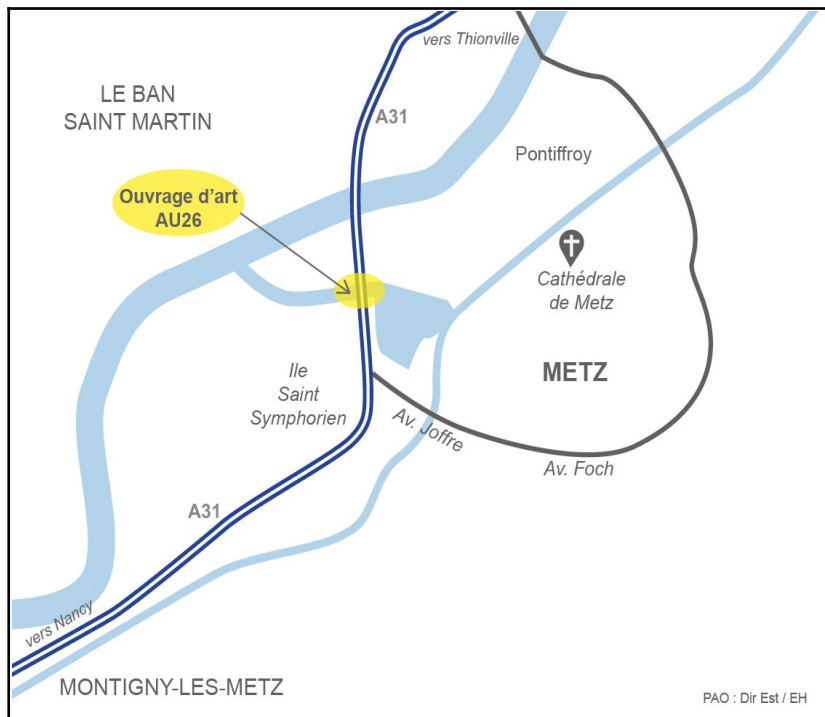 vers Thionville
LE BAN
SAINT MARTIN
A31
Pontiffroy
Ouvrage d'art
AU26
Cathédrale
de Metz
Ile
Saint
Symphorien
METZ
Av. Joffre
Av. Foch
A31
vers Nancy
MONTIGNY-LES-METZ
PAO : Dir Est / EH